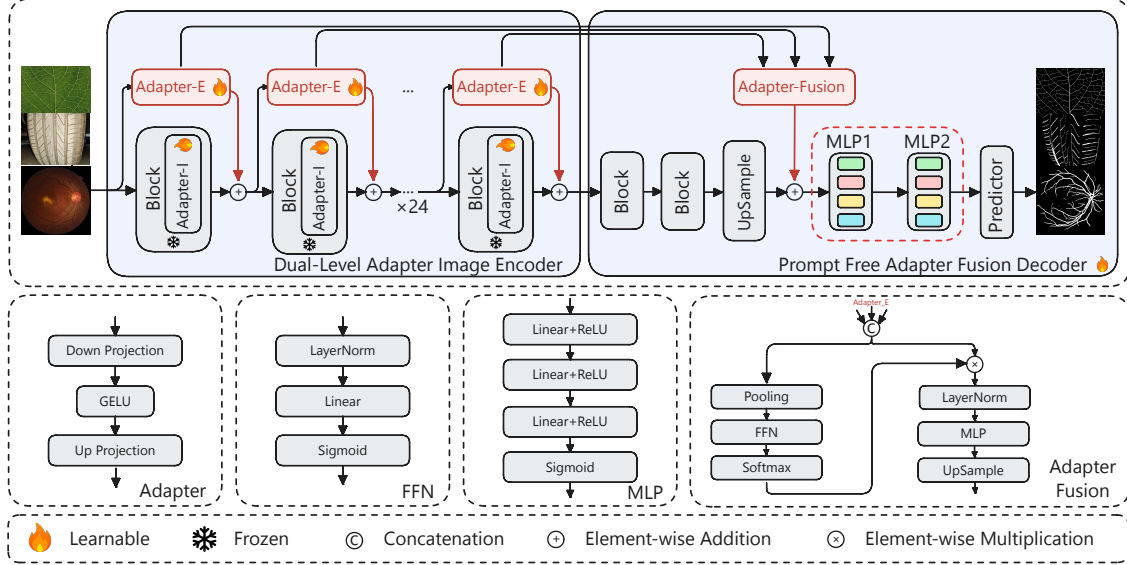 Adapter-E
Adapter-E
...
Adapter-E
Adapter-Fusion
Block
Adapter-I
Block
Adapter-I
...
×24
Block
Adapter-I
Block
Block
UpSample
MLP1
MLP2
Predictor
Dual-Level Adapter Image Encoder
Prompt Free Adapter Fusion Decoder
Down Projection
GELU
Up Projection
Adapter
LayerNorm
Linear
Sigmoid
FFN
Linear+ReLU
Linear+ReLU
Linear+ReLU
Sigmoid
MLP
Adapter_E
C
Pooling
FFN
Softmax
LayerNorm
MLP
UpSample
Adapter
Fusion
Learnable
Frozen
C Concatenation
+ Element-wise Addition
× Element-wise Multiplication